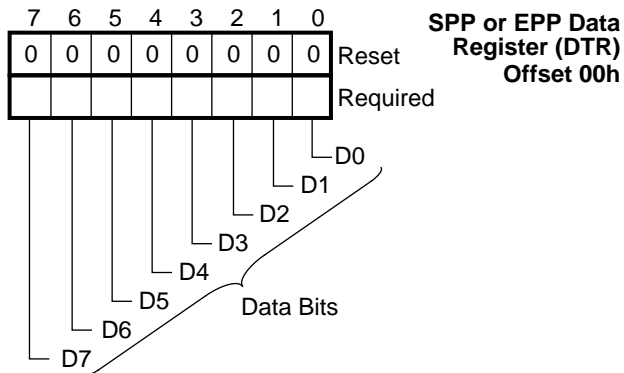 7 6 5 4 3 2 1 0
SPP or EPP Data
Register (DTR)
Offset 00h
0 0 0 0 0 0 0 0 Reset
Required
D0
D1
D2
D3
D4
D5
D6
D7
Data Bits